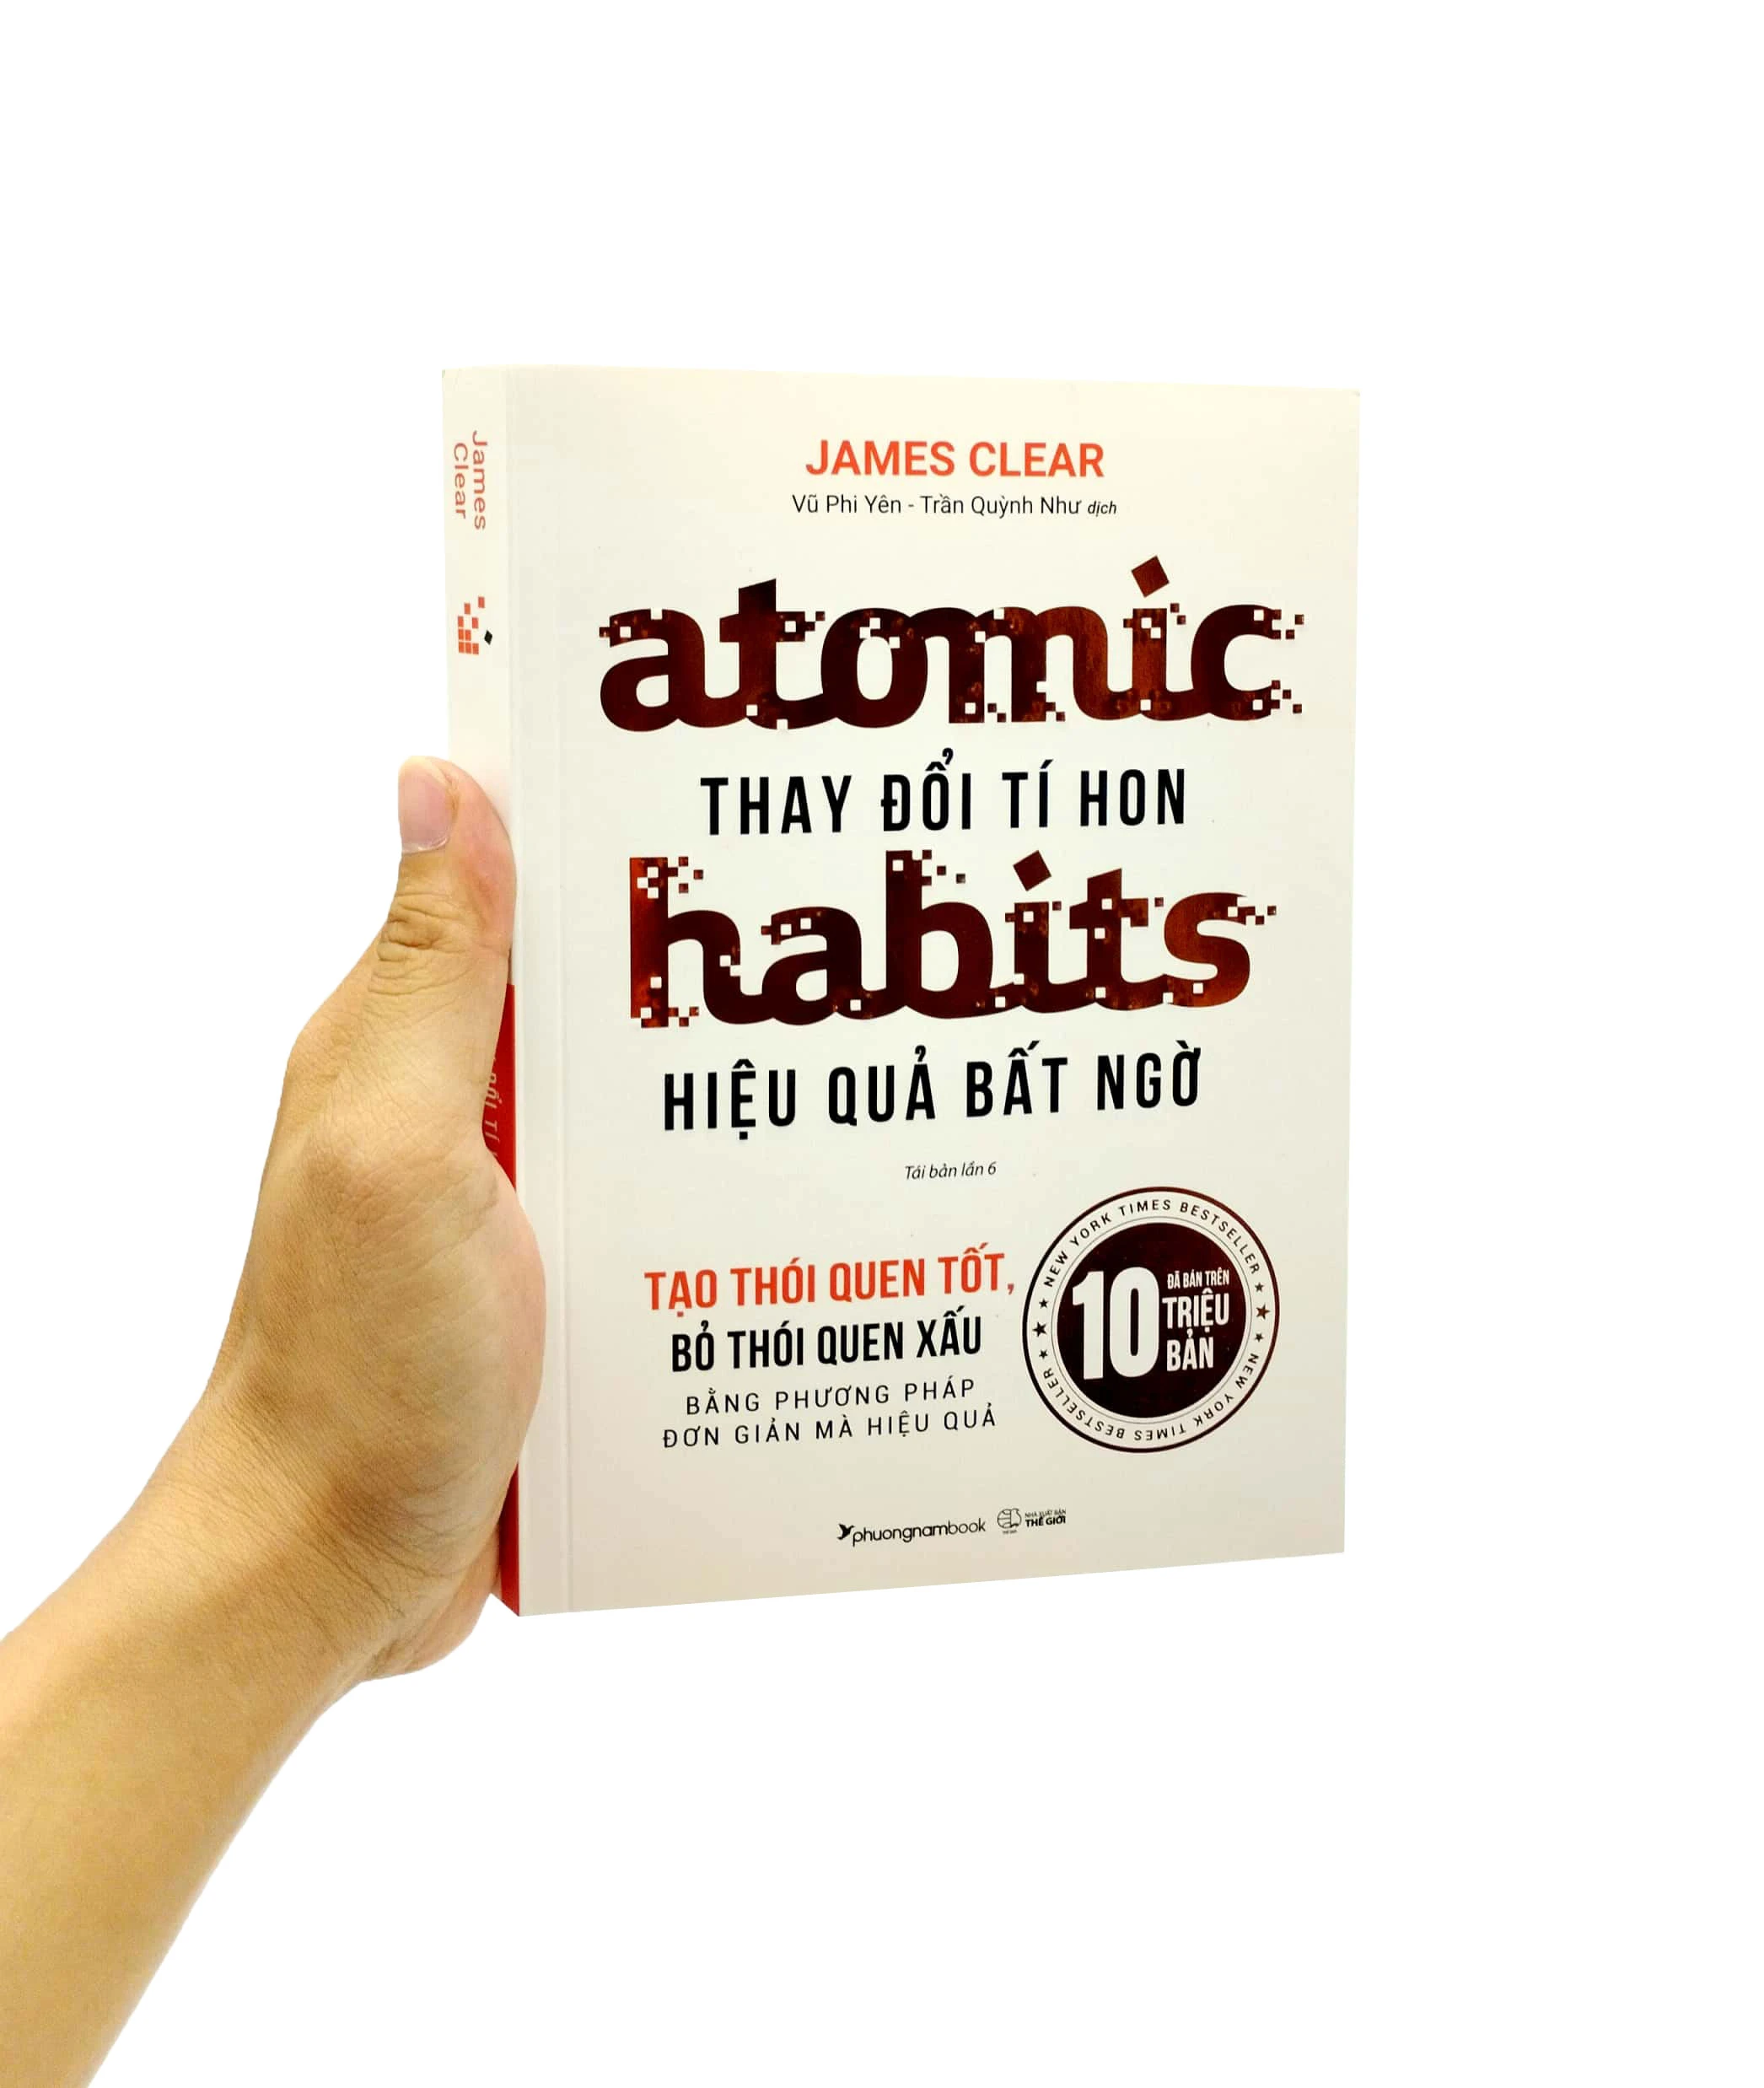 James
Clear
JAMES CLEAR
Vũ Phi Yên - Trần Quỳnh Như dịch
atomic
THAY ĐỔI TÍ HON
habits
HIỆU QUẢ BẤT NGỜ
Tái bản lần 6
TẠO THÓI QUEN TỐT,
BỎ THÓI QUEN XẤU
BẰNG PHƯƠNG PHÁP
ĐƠN GIẢN MÀ HIỆU QUẢ
NEW YORK TIMES BESTSELLER
10
ĐÃ BÁN TRÊN
TRIỆU
BẢN
NEW YORK TIMES BESTSELLER
phuongnambook
NHÀ XUẤT BẢN
THẾ GIỚI